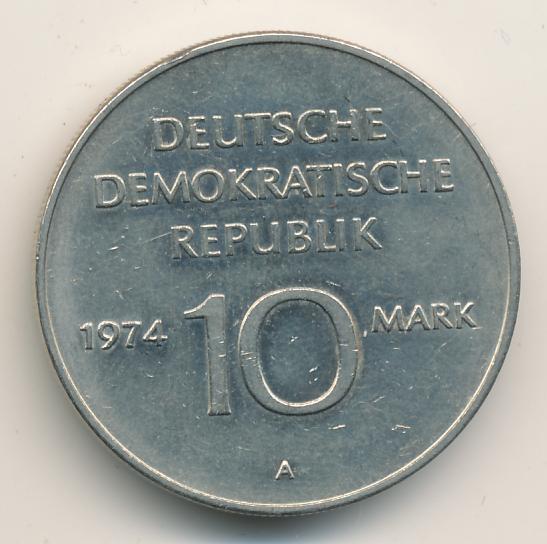 DEUTSCHE
DEMOKRATISCHE
REPUBLIK
1974 10 MARK
A